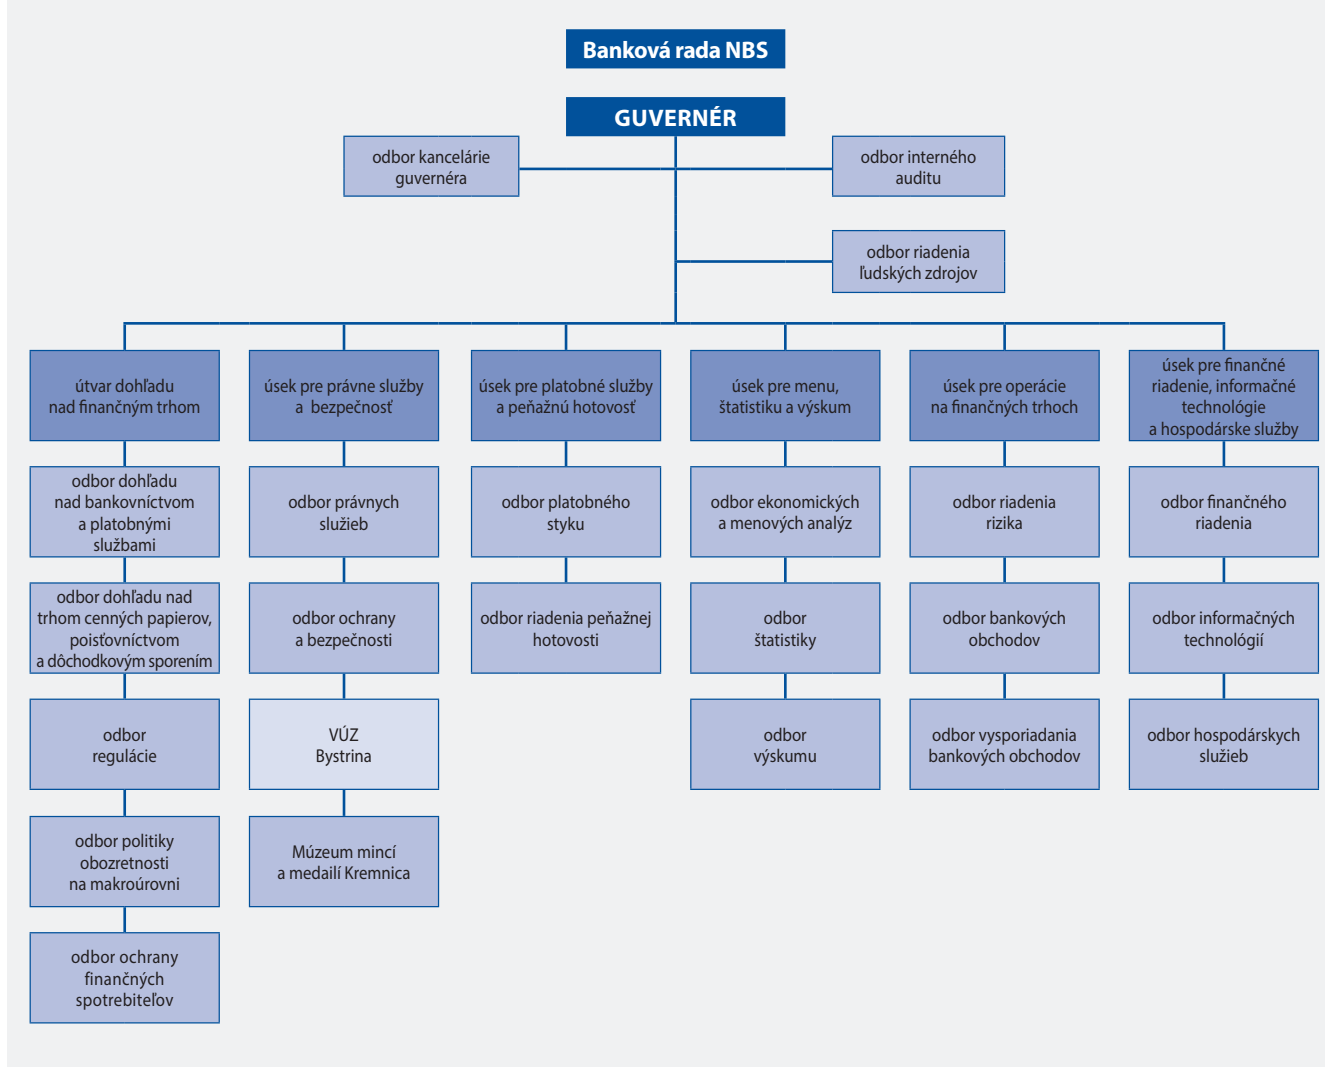 Banková rada NBS
GUVERNÉR
odbor kancelárie
guvernéra
odbor interného
auditu
odbor riadenia
ľudských zdrojov
útvar dohľadu
nad finančným trhom
úsek pre právne služby
a bezpečnosť
úsek pre platobné služby
a peňažnú hotovosť
úsek pre menu,
štatistiku a výskum
úsek pre operácie
na finančných trhoch
úsek pre finančné
riadenie, informačné
technológie
a hospodárske služby
odbor dohľadu
nad bankovníctvom
a platobnými
službami
odbor právnych
služieb
odbor platobného
styku
odbor ekonomických
a menových analýz
odbor riadenia
rizika
odbor finančného
riadenia
odbor dohľadu nad
trhom cenných papierov,
poisťovníctvom
a dôchodkovým sporením
odbor ochrany
a bezpečnosti
odbor riadenia peňažnej
hotovosti
odbor
štatistiky
odbor bankových
obchodov
odbor informačných
technológií
odbor
regulácie
VÚZ
Bystrina
odbor
výskumu
odbor vysporiadania
bankových obchodov
odbor hospodárskych
služieb
odbor politiky
obozretnosti
na makroúrovni
Múzeum mincí
a medailí Kremnica
odbor ochrany
finančných
spotrebiteľov